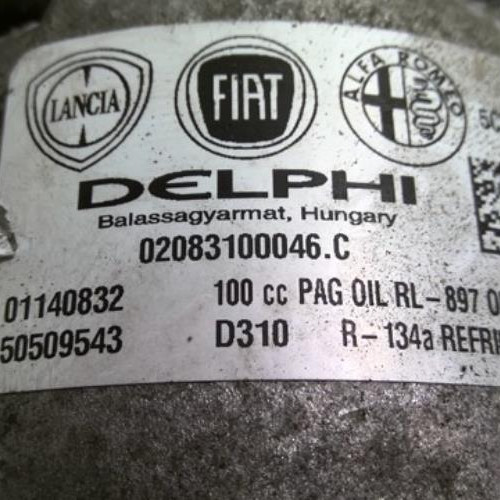 LANCIA FIAT ALFA ROMEO
DELPHI
Balassagyarmat, Hungary
02083100046.C
01140832 100 cc PAG OIL RL-897
50509543 D310 R-134a